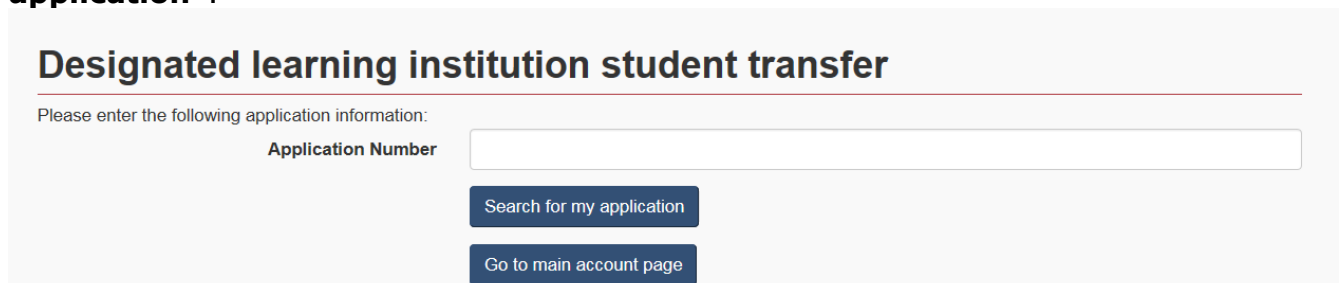 application".
Designated learning institution student transfer
Please enter the following application information:
Application Number
Search for my application
Go to main account page